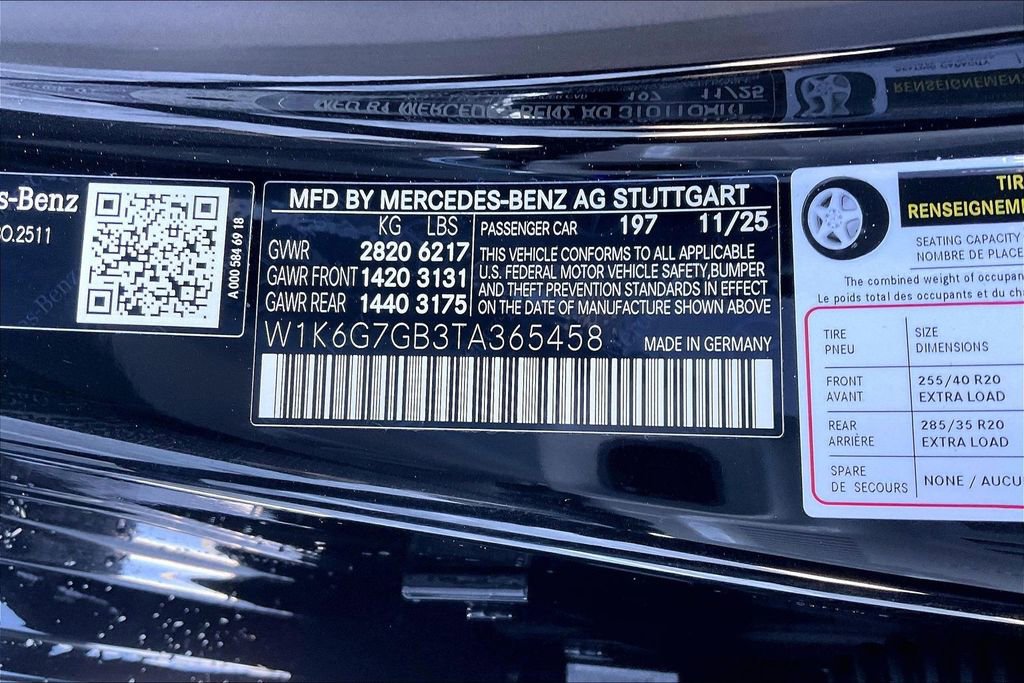 s-Benz
O.2511
A 000 584 69 18
MFD BY MERCEDES-BENZ AG STUTTGART
KG LBS
PASSENGER CAR 197 11/25
GVWR 2820 6217
GAWR FRONT 1420 3131
GAWR REAR 1440 3175
THIS VEHICLE CONFORMS TO ALL APPLICABLE
U.S. FEDERAL MOTOR VEHICLE SAFETY,BUMPER
AND THEFT PREVENTION STANDARDS IN EFFECT
ON THE DATE OF MANUFACTURE SHOWN ABOVE
W1K6G7GB3TA365458 MADE IN GERMANY
TIR
RENSEIGNEM
SEATING CAPACITY
NOMBRE DE PLACE
The combined weight of occupan
Le poids total des occupants et du cha
TIRE SIZE
PNEU DIMENSIONS
FRONT 255/40 R20
AVANT EXTRA LOAD
REAR 285/35 R20
ARRIÈRE EXTRA LOAD
SPARE
DE SECOURS NONE / AUCU